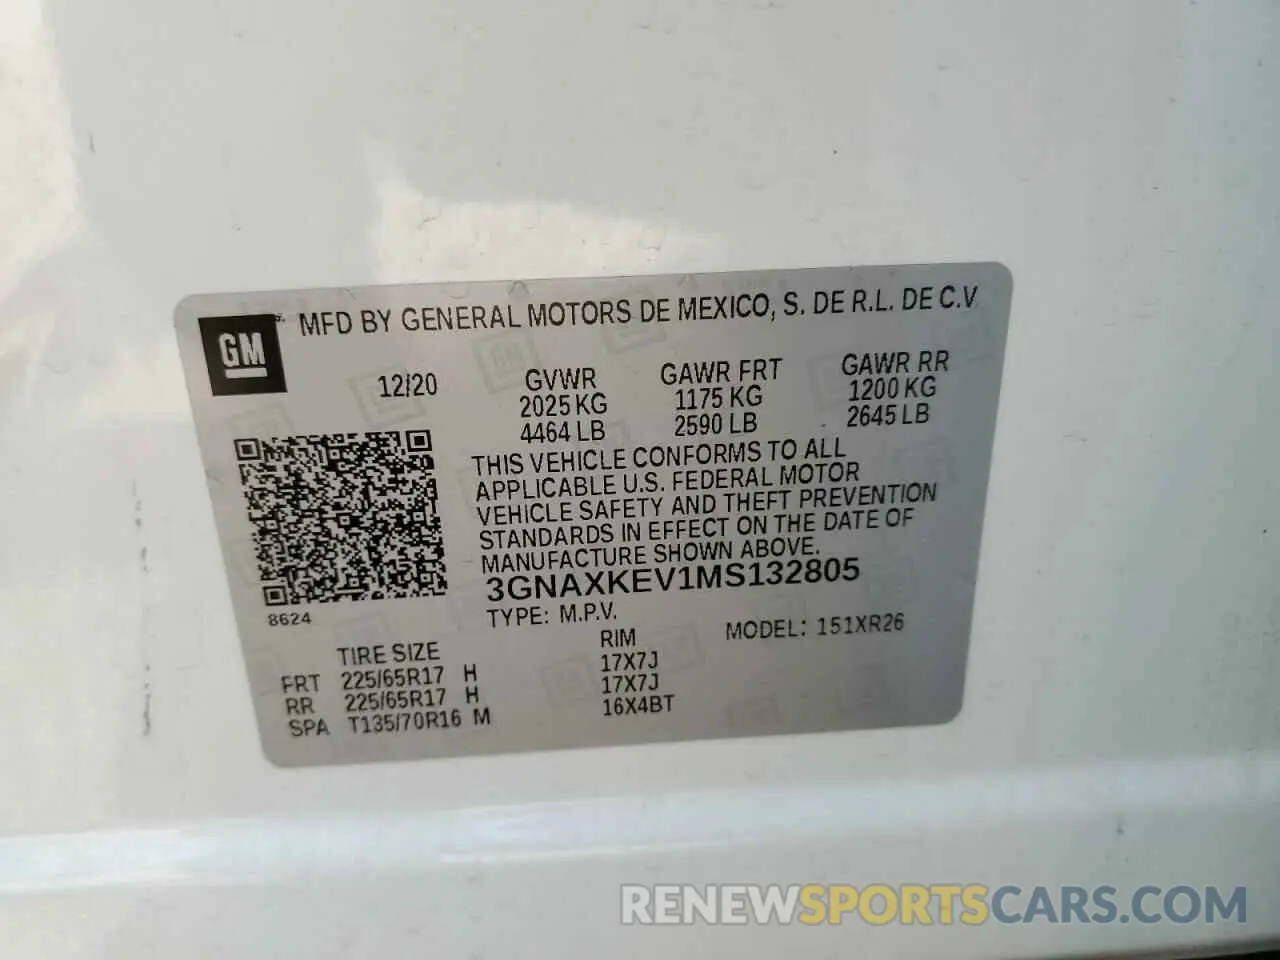 GM
MFD BY GENERAL MOTORS DE MEXICO, S. DE R.L. DE C.V
12/20 GVWR GAWR FRT GAWR RR
2025 KG 1175 KG 1200 KG
4464 LB 2590 LB 2645 LB
THIS VEHICLE CONFORMS TO ALL
APPLICABLE U.S. FEDERAL MOTOR
VEHICLE SAFETY AND THEFT PREVENTION
STANDARDS IN EFFECT ON THE DATE OF
MANUFACTURE SHOWN ABOVE.
3GNAXKEV1MS132805
8624
TYPE: M.P.V. MODEL: 151XR26
TIRE SIZE RIM
FRT 225/65R17 H 17X7J
RR 225/65R17 H 17X7J
SPA T135/70R16 M 16X4BT
RENEWSPORTSCARS.COM